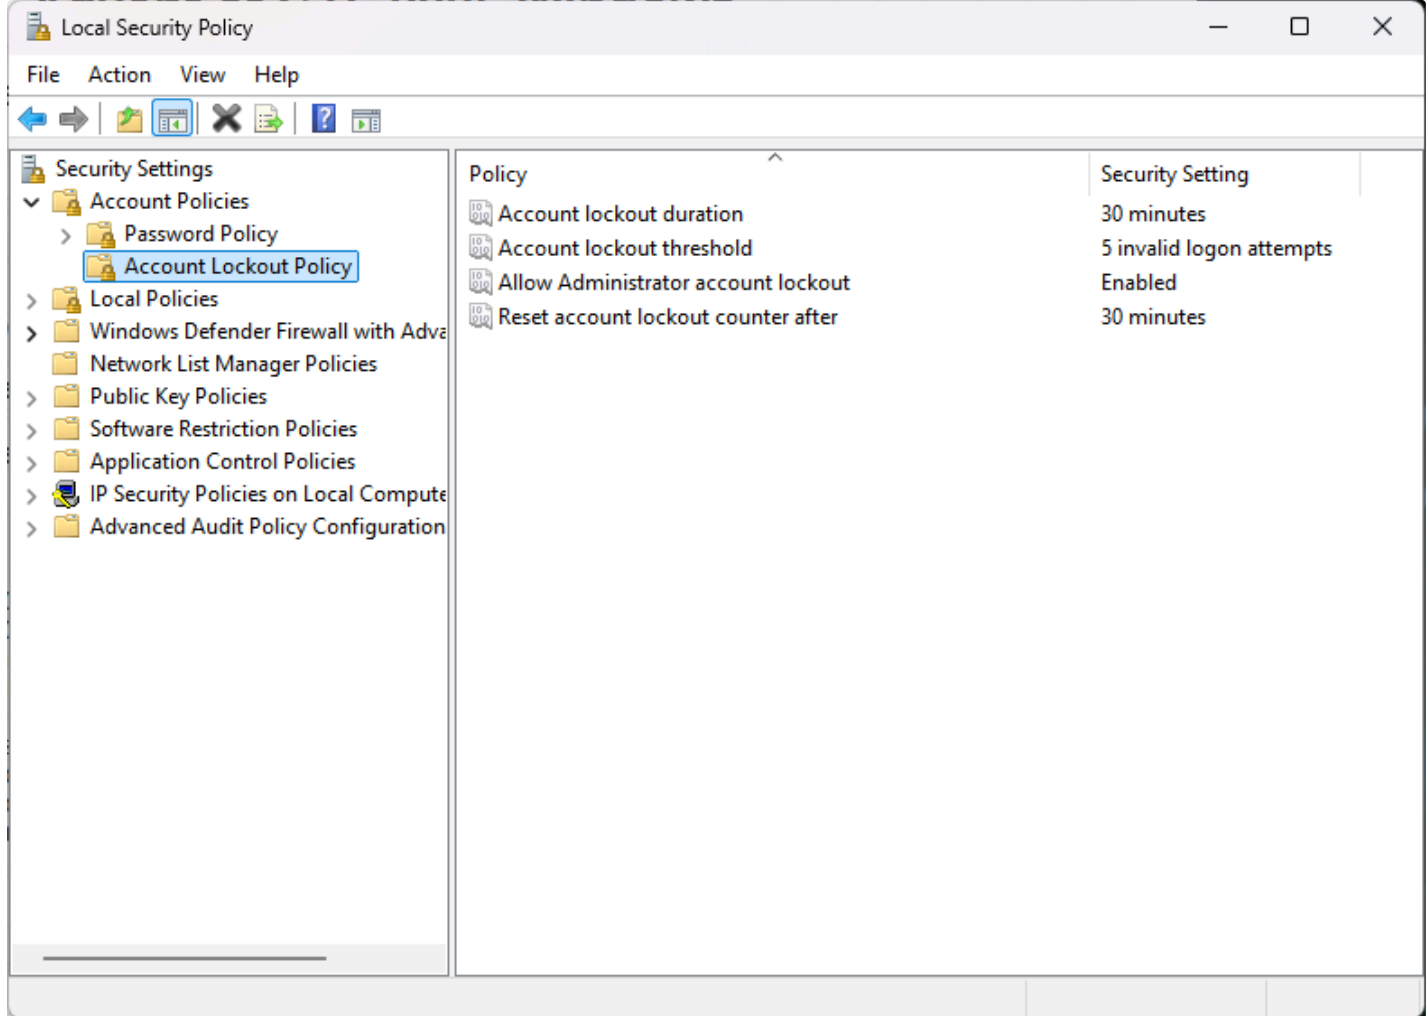 Local Security Policy
File Action View Help
Security Settings
Account Policies
Password Policy
Account Lockout Policy
Local Policies
Windows Defender Firewall with Adva
Network List Manager Policies
Public Key Policies
Software Restriction Policies
Application Control Policies
IP Security Policies on Local Compute
Advanced Audit Policy Configuration
Policy Security Setting
Account lockout duration 30 minutes
Account lockout threshold 5 invalid logon attempts
Allow Administrator account lockout Enabled
Reset account lockout counter after 30 minutes